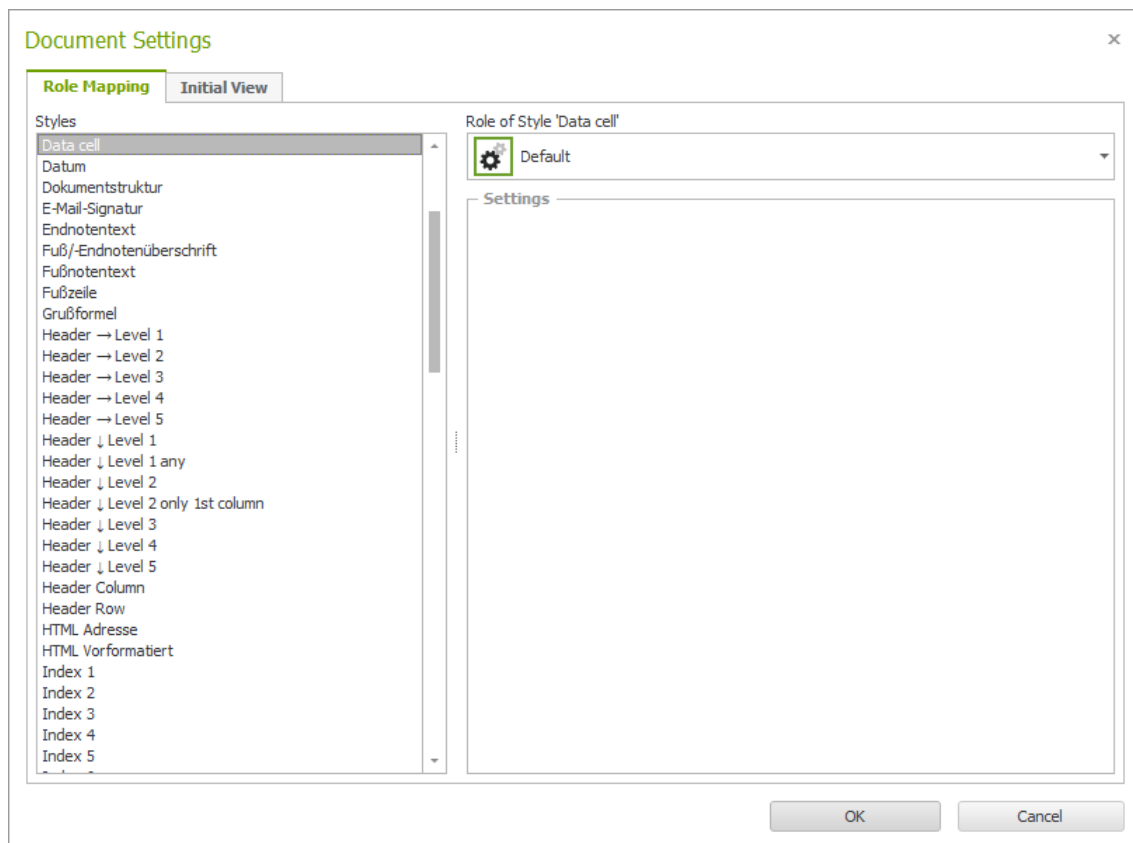 Document Settings
Role Mapping
Initial View
Styles
Data cell
Datum
Dokumentstruktur
E-Mail-Signatur
Endnotentext
Fuß/-Endnotenüberschrift
Fußnotentext
Fußzeile
Grußformel
Header → Level 1
Header → Level 2
Header → Level 3
Header → Level 4
Header → Level 5
Header ↓ Level 1
Header ↓ Level 1 any
Header ↓ Level 2
Header ↓ Level 2 only 1st column
Header ↓ Level 3
Header ↓ Level 4
Header ↓ Level 5
Header Column
Header Row
HTML Adresse
HTML Vorformatiert
Index 1
Index 2
Index 3
Index 4
Index 5
Role of Style 'Data cell'
Default
Settings
OK
Cancel